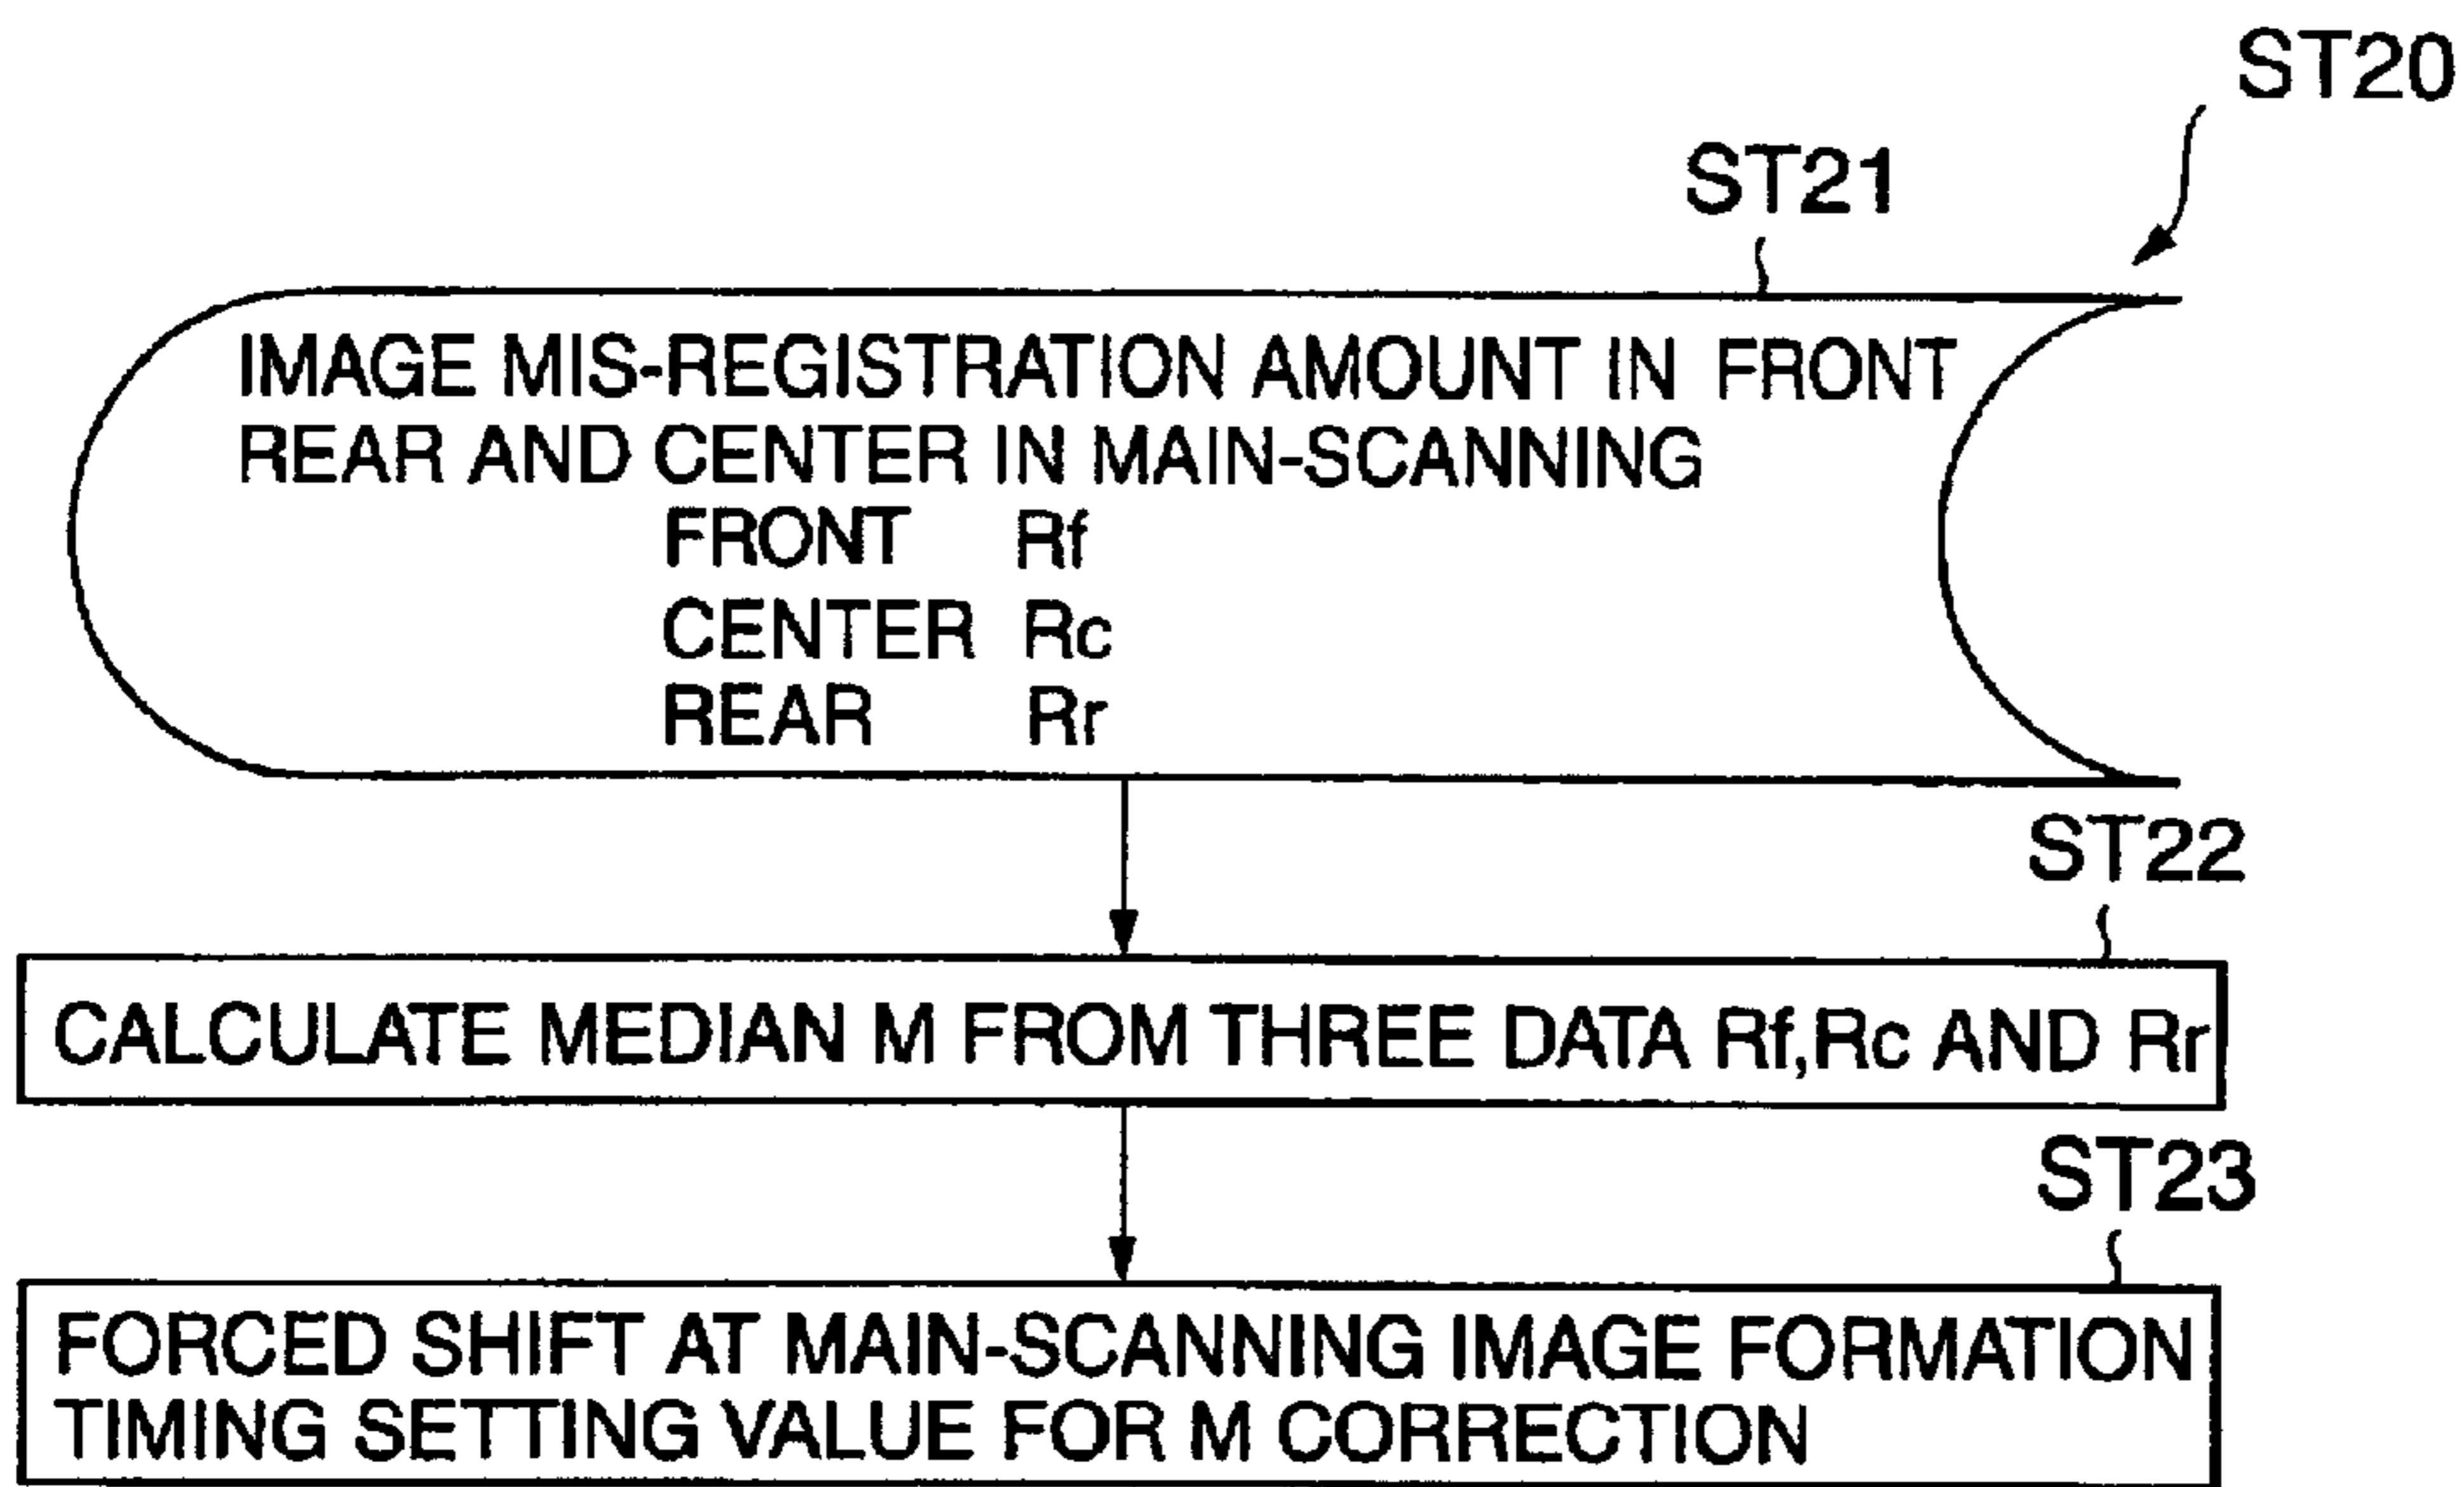 ST20
ST21
IMAGE MIS-REGISTRATION AMOUNT IN FRONT
REAR AND CENTER IN MAIN-SCANNING
FRONT Rf
CENTER Rc
REAR Rr
ST22
CALCULATE MEDIAN M FROM THREE DATA Rf,Rc AND Rr
ST23
FORCED SHIFT AT MAIN-SCANNING IMAGE FORMATION
TIMING SETTING VALUE FOR M CORRECTION